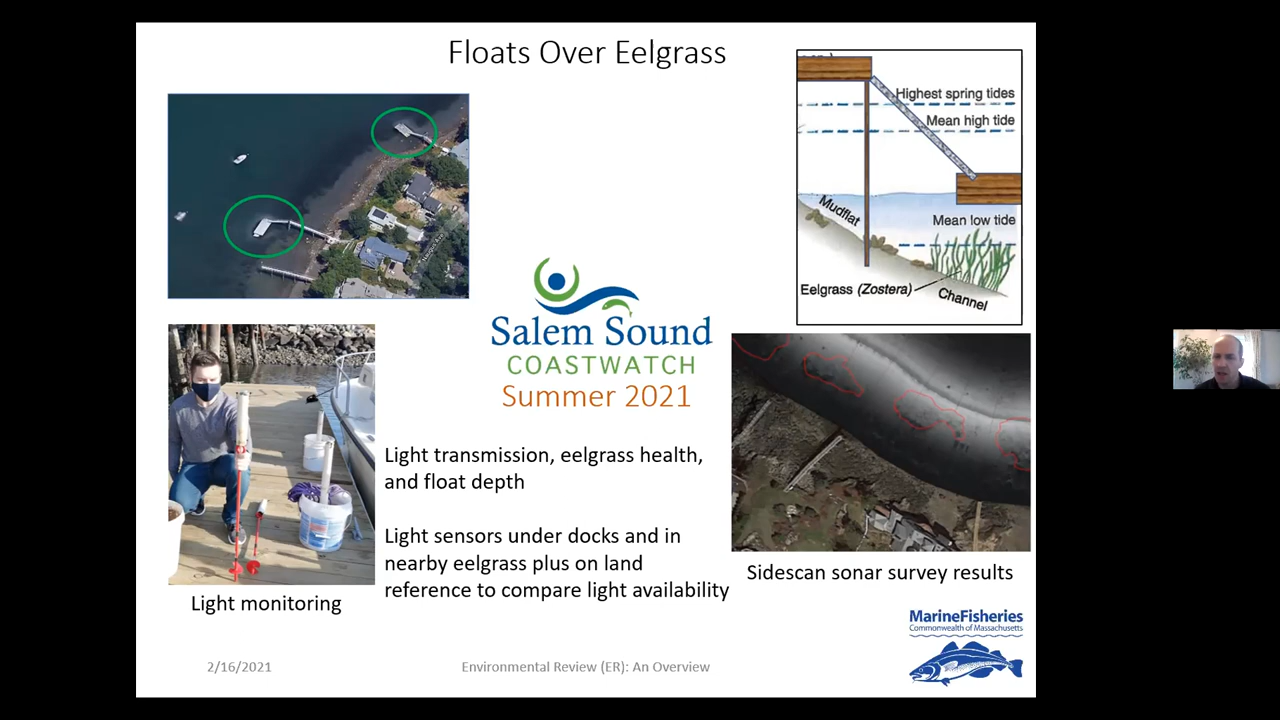 Floats Over Eelgrass
Highest spring tides
Mean high tide
Mudflat
Mean low tide
Eelgrass (Zostera)
Channel
Salem Sound
COASTWATCH
Summer 2021
Light transmission, eelgrass health,
and float depth
Light sensors under docks and in
nearby eelgrass plus on land
reference to compare light availability
Light monitoring
Sidescan sonar survey results
MarineFisheries
Commonwealth of Massachusetts
2/16/2021
Environmental Review (ER): An Overview